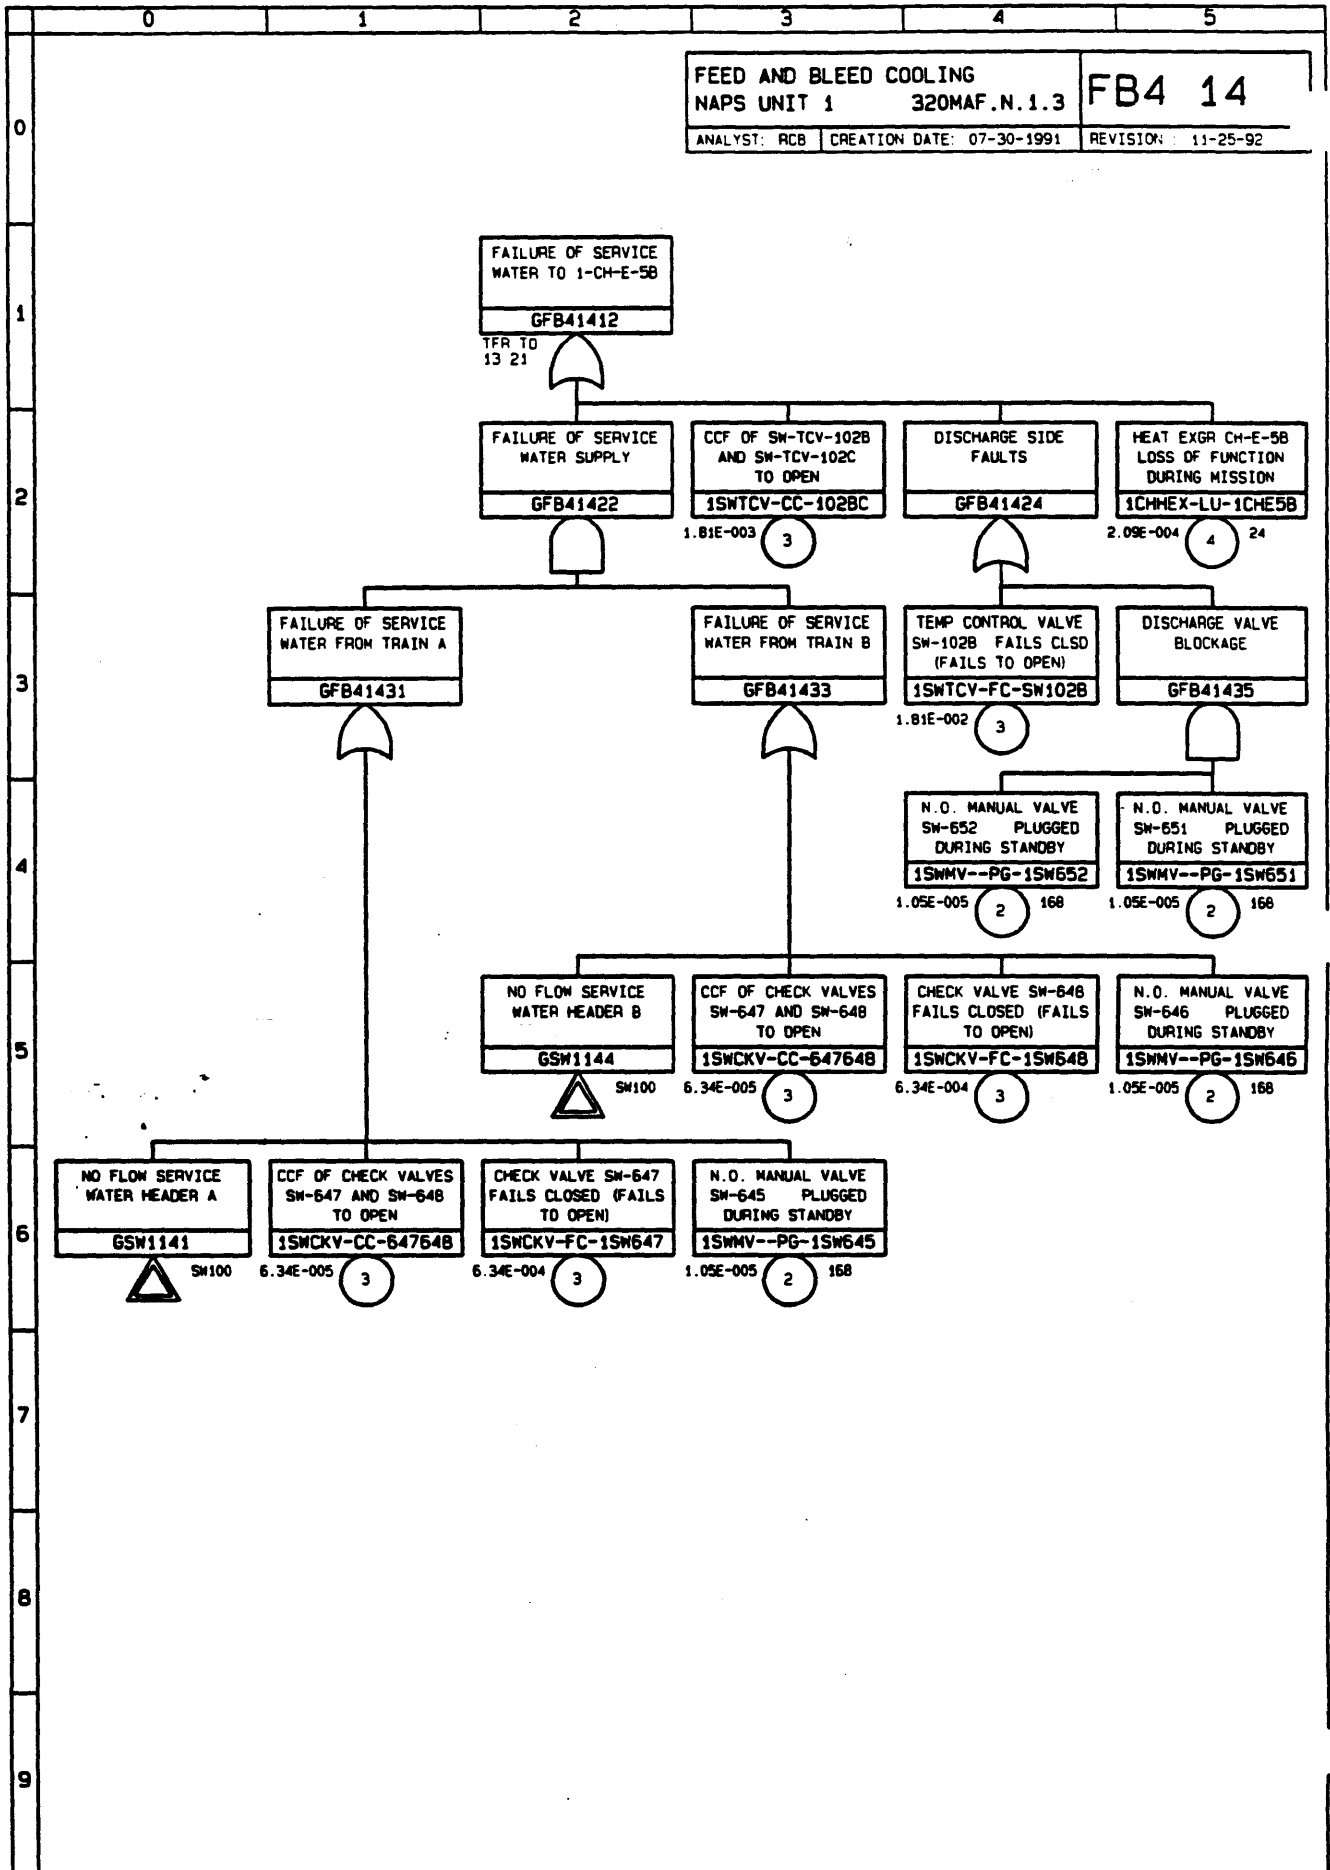 0 1 2 3 4 5
FEED AND BLEED COOLING
NAPS UNIT 1 320MAF.N.1.3
FB4 14
ANALYST: RCB CREATION DATE: 07-30-1991 REVISION : 11-25-92
0
FAILURE OF SERVICE
WATER TO 1-CH-E-5B
GFB41412
TFR TO
13 21
1
FAILURE OF SERVICE
WATER SUPPLY
GFB41422
CCF OF SW-TCV-102B
AND SW-TCV-102C
TO OPEN
1SWTCV-CC-102BC
1.81E-003 3
DISCHARGE SIDE
FAULTS
GFB41424
HEAT EXGR CH-E-5B
LOSS OF FUNCTION
DURING MISSION
1CHHEX-LU-1CHE5B
2.09E-004 4 24
2
FAILURE OF SERVICE
WATER FROM TRAIN A
GFB41431
FAILURE OF SERVICE
WATER FROM TRAIN B
GFB41433
TEMP CONTROL VALVE
SW-102B FAILS CLSD
(FAILS TO OPEN)
1SWTCV-FC-SW102B
1.81E-002 3
DISCHARGE VALVE
BLOCKAGE
GFB41435
3
N.O. MANUAL VALVE
SW-652 PLUGGED
DURING STANDBY
1SWMV--PG-1SW652
1.05E-005 2 168
N.O. MANUAL VALVE
SW-651 PLUGGED
DURING STANDBY
1SWMV--PG-1SW651
1.05E-005 2 168
4
NO FLOW SERVICE
WATER HEADER B
GSW1144
SW100
CCF OF CHECK VALVES
SW-647 AND SW-648
TO OPEN
1SWCKV-CC-647648
6.34E-005 3
CHECK VALVE SW-648
FAILS CLOSED (FAILS
TO OPEN)
1SWCKV-FC-1SW648
6.34E-004 3
N.O. MANUAL VALVE
SW-646 PLUGGED
DURING STANDBY
1SWMV--PG-1SW646
1.05E-005 2 168
5
NO FLOW SERVICE
WATER HEADER A
GSW1141
SW100
CCF OF CHECK VALVES
SW-647 AND SW-648
TO OPEN
1SWCKV-CC-647648
6.34E-005 3
CHECK VALVE SW-647
FAILS CLOSED (FAILS
TO OPEN)
1SWCKV-FC-1SW647
6.34E-004 3
N.O. MANUAL VALVE
SW-645 PLUGGED
DURING STANDBY
1SWMV--PG-1SW645
1.05E-005 2 168
6
7
8
9